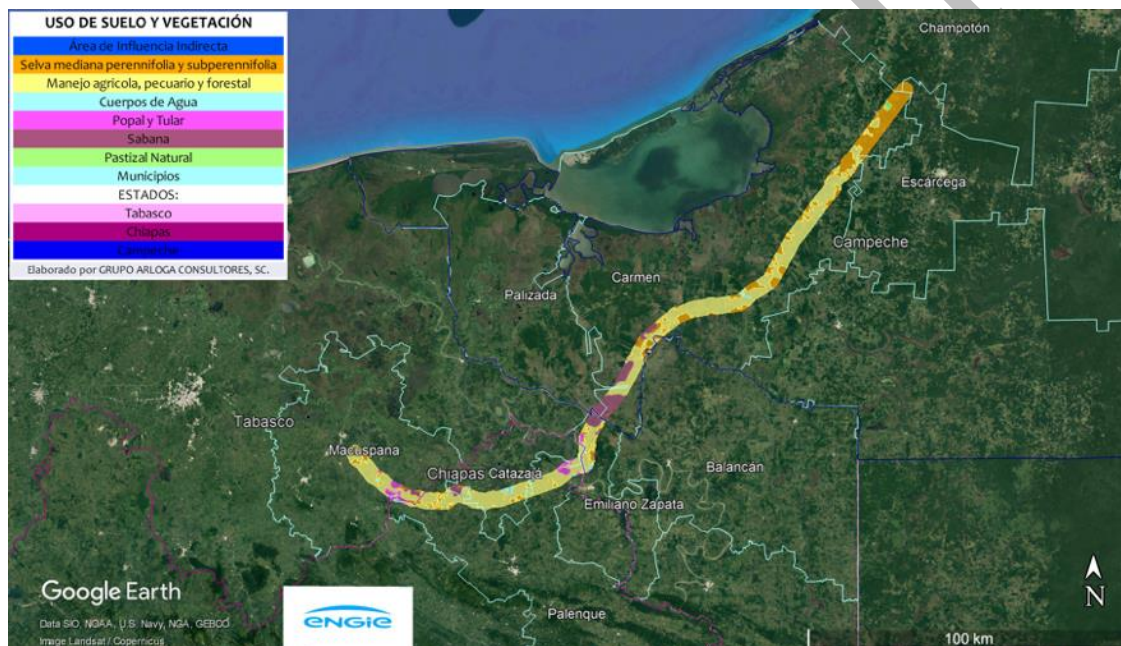 USO DE SUELO Y VEGETACIÓN
Área de Influencia Indirecta
Selva mediana perennifolia y subperennifolia
Manejo agrícola, pecuario y forestal
Cuerpos de Agua
Popal y Tular
Sabana
Pastizal Natural
Municipios
ESTADOS:
Tabasco
Chiapas
Campeche
Elaborado por GRUPO ARLOGA CONSULTORES, SC.
Champotón
Escárcega
Campeche
Carmen
Palizada
Tabasco
Macuspana
Chiapas Catazajá
Balancán
Emiliano Zapata
Palenque
Google Earth
Data SIO, NOAA, U.S. Navy, NGA, GEBCO
Image Landsat / Copernicus
ENGIE
N
100 km